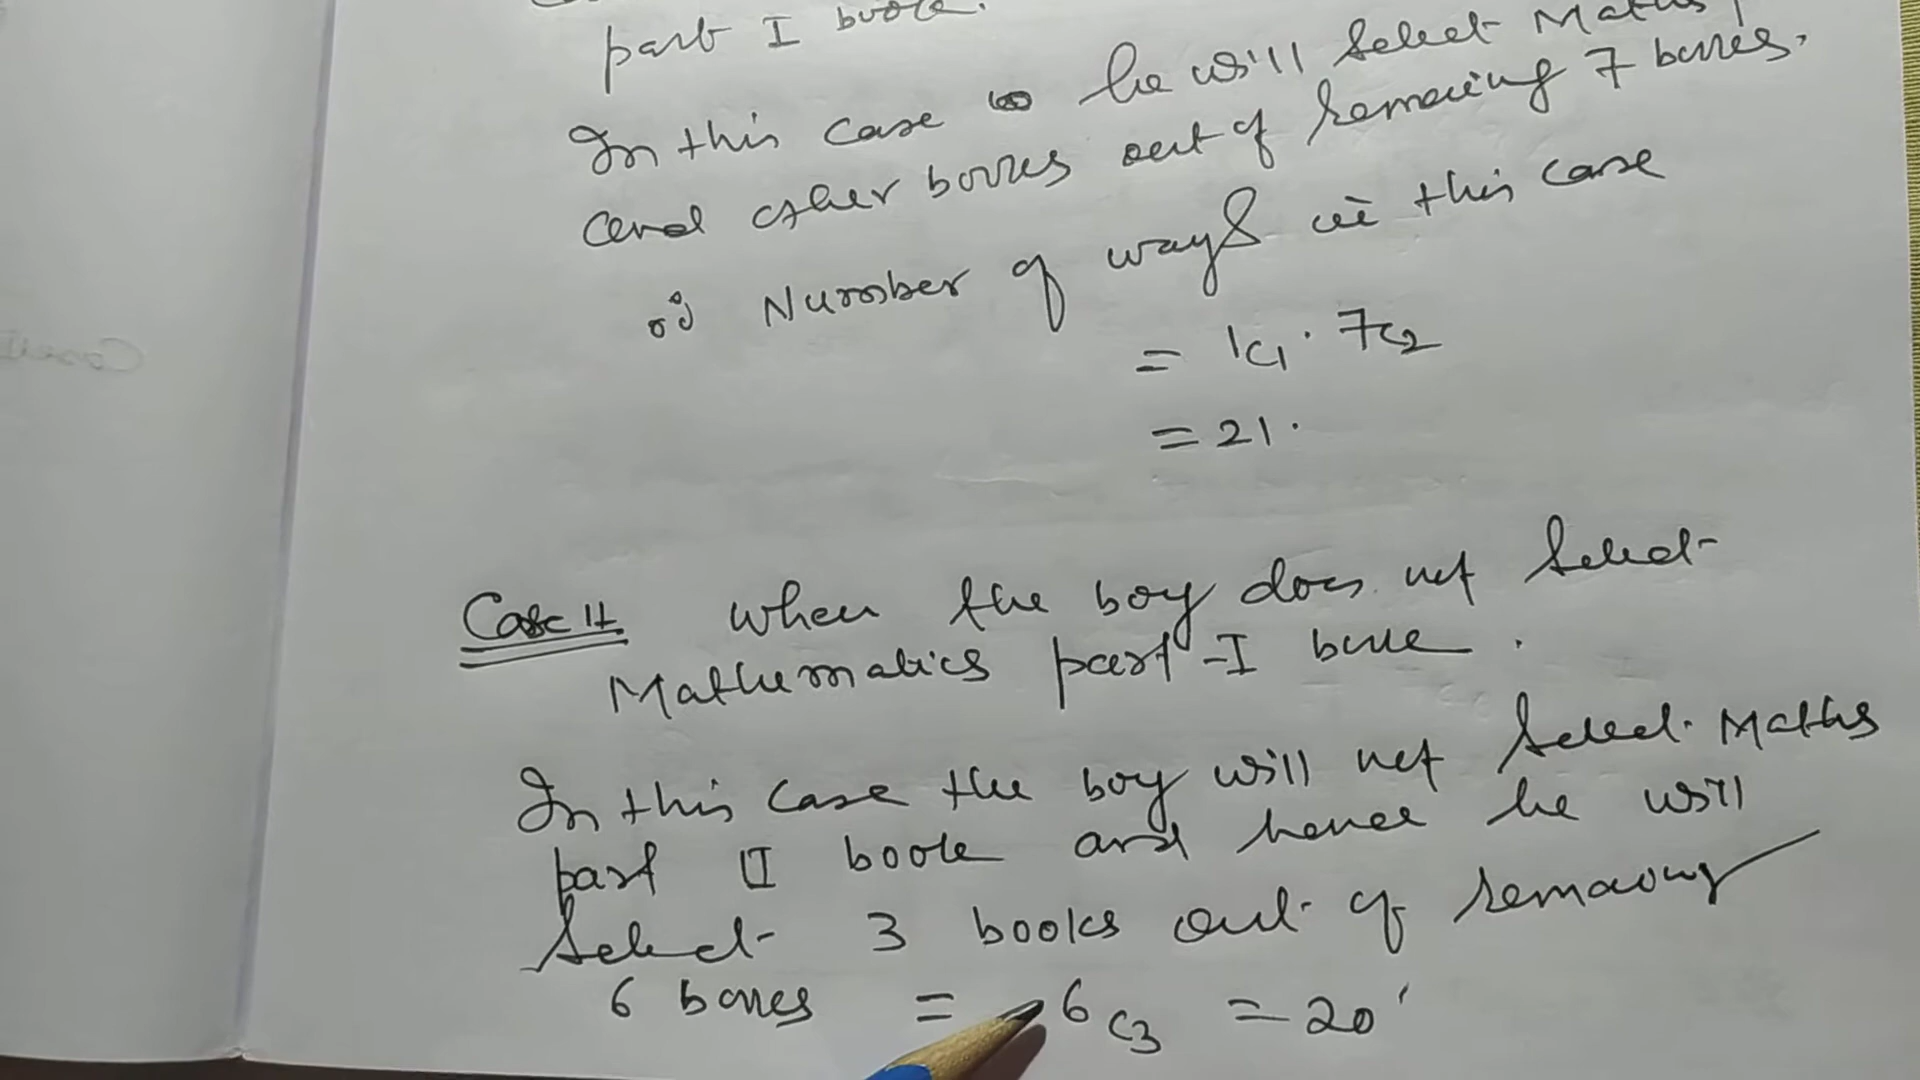 part I book.
In this case he will select Maths
and other books out of remaining 7 books.
∴ Number of ways in this case
= 1C1 . 7C2
= 21.
Case II When the boy does not select
Mathematics part-I book.
In this case the boy will not select Maths
part II book and hence he will
select 3 books out of remaining
6 books = 6C3 = 20